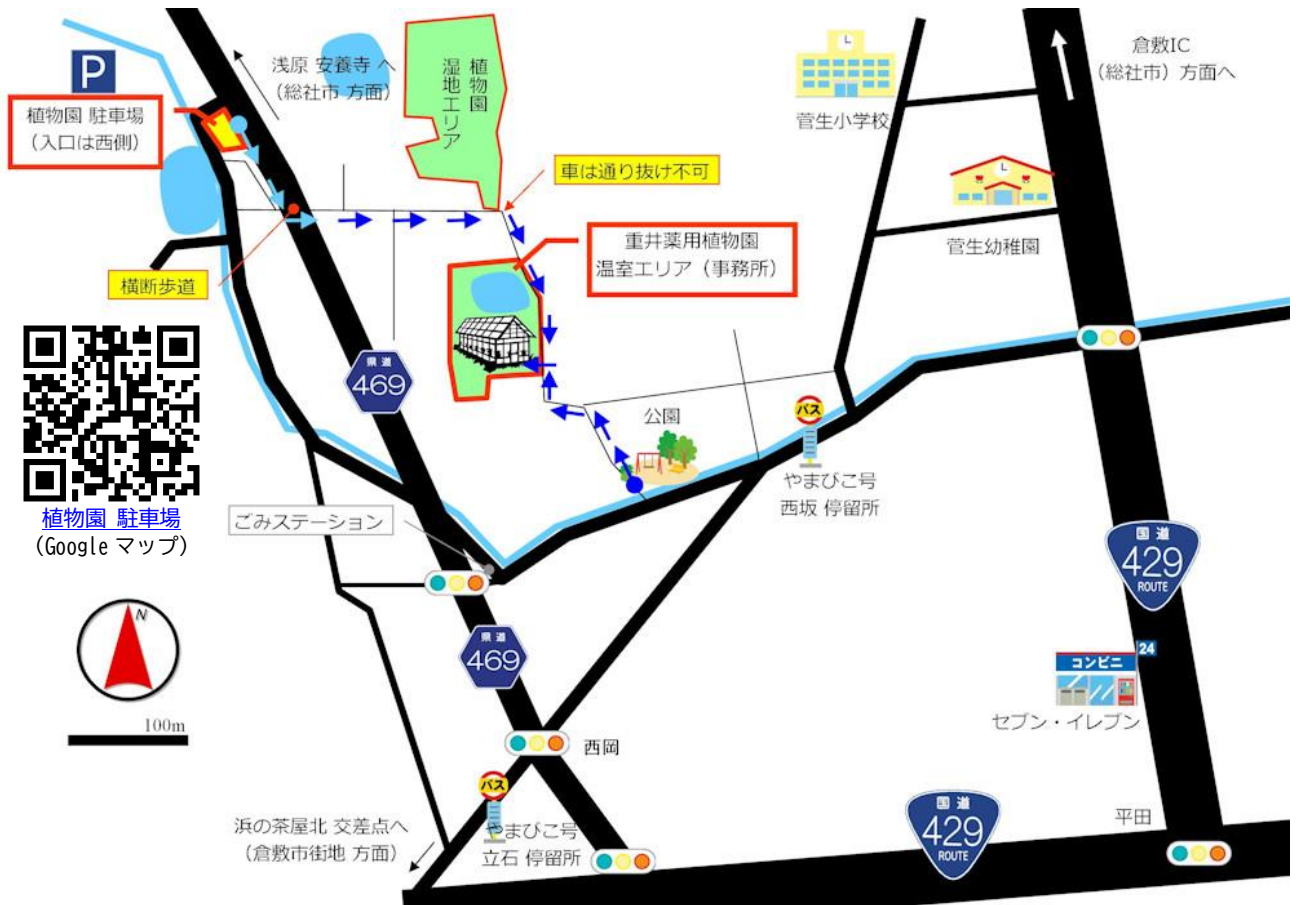 P
植物園 駐車場
(入口は西側)
浅原 安養寺 へ
(総社市 方面)
植物園
湿地エリア
菅生小学校
倉敷IC
(総社市)方面へ
車は通り抜け不可
菅生幼稚園
重井薬用植物園
温室エリア(事務所)
横断歩道
県道
469
公園
バス
やまびこ号
西坂 停留所
植物園 駐車場
(Google マップ)
ごみステーション
国道
429
ROUTE
N
100m
県道
469
24
コンビニ
セブン・イレブン
西岡
バス
やまびこ号
立石 停留所
浜の茶屋北 交差点へ
(倉敷市街地 方面)
国道
429
ROUTE
平田